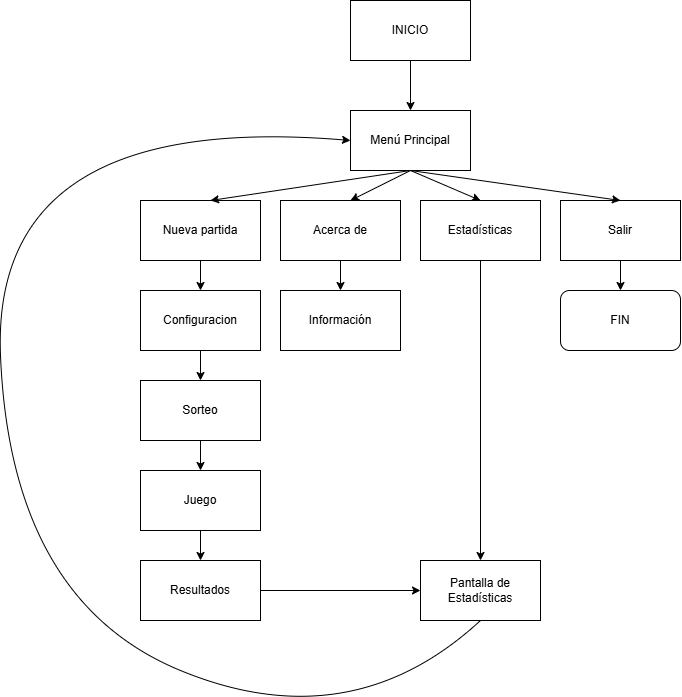 INICIO
Menú Principal
Nueva partida
Acerca de
Estadísticas
Salir
Configuracion
Información
FIN
Sorteo
Juego
Resultados
Pantalla de
Estadísticas